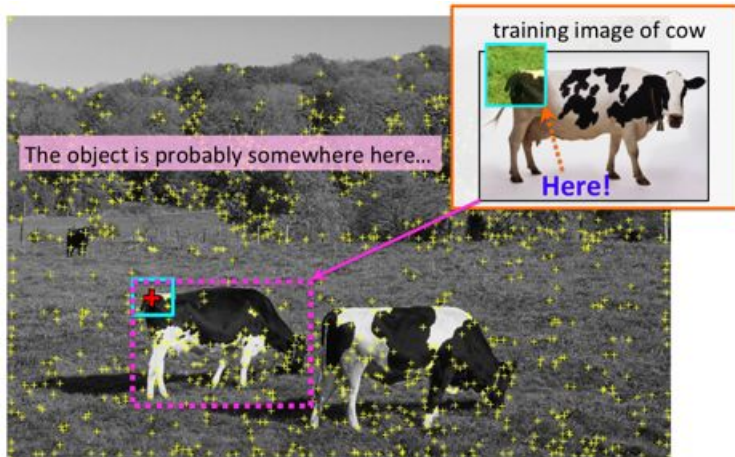 training image of cow
The object is probably somewhere here...
Here!